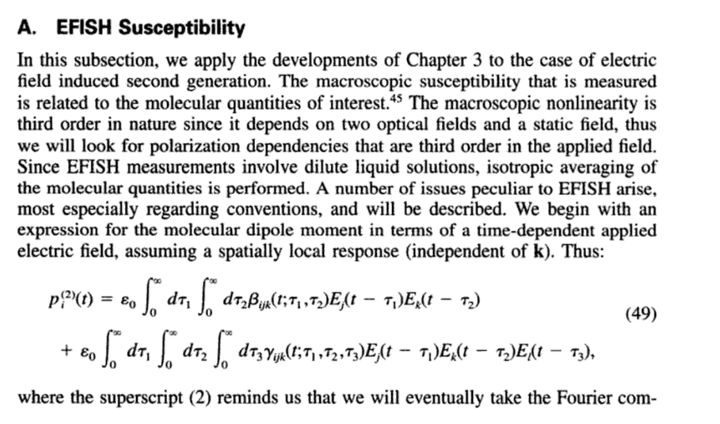 A. EFISH Susceptibility
In this subsection, we apply the developments of Chapter 3 to the case of electric
field induced second generation. The macroscopic susceptibility that is measured
is related to the molecular quantities of interest.⁴⁵ The macroscopic nonlinearity is
third order in nature since it depends on two optical fields and a static field, thus
we will look for polarization dependencies that are third order in the applied field.
Since EFISH measurements involve dilute liquid solutions, isotropic averaging of
the molecular quantities is performed. A number of issues peculiar to EFISH arise,
most especially regarding conventions, and will be described. We begin with an
expression for the molecular dipole moment in terms of a time-dependent applied
electric field, assuming a spatially local response (independent of k). Thus:
p_i^{(2)}(t) = ε₀ ∫_0^∞ dτ₁ ∫_0^∞ dτ₂β_{ijk}(t;τ₁,τ₂)E_j(t − τ₁)E_k(t − τ₂)
(49)
+ ε₀ ∫_0^∞ dτ₁ ∫_0^∞ dτ₂ ∫_0^∞ dτ₃γ_{ijk}(t;τ₁,τ₂,τ₃)E_j(t − τ₁)E_k(t − τ₂)E_l(t − τ₃),
where the superscript (2) reminds us that we will eventually take the Fourier com-